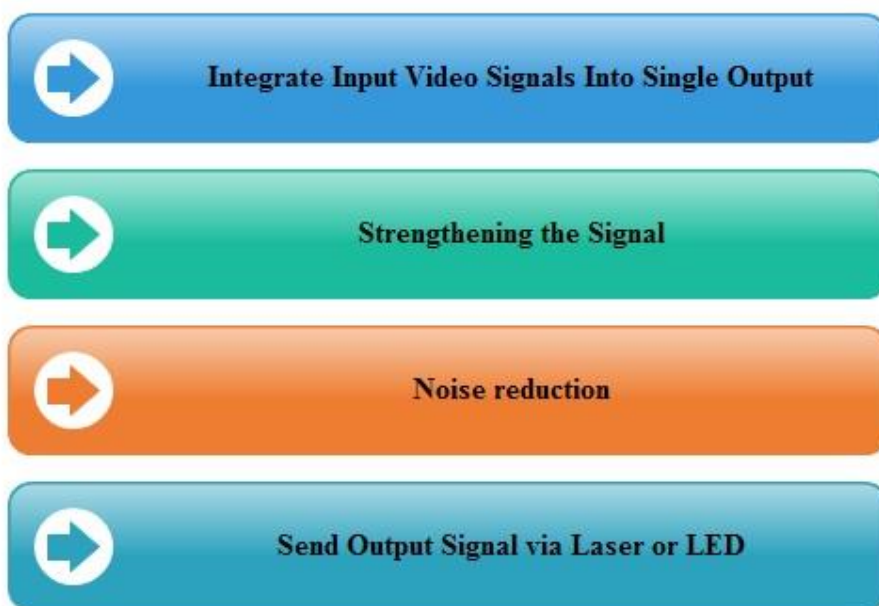 Integrate Input Video Signals Into Single Output
Strengthening the Signal
Noise reduction
Send Output Signal via Laser or LED